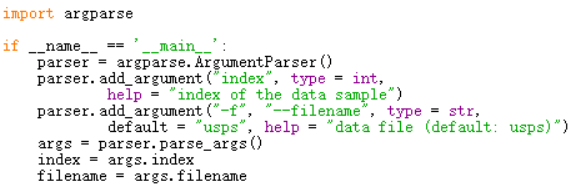 import argparse
if __name__ == '__main__':
    parser = argparse.ArgumentParser()
    parser.add_argument("index", type = int,
            help = "index of the data sample")
    parser.add_argument("-f", "--filename", type = str,
            default = "usps", help = "data file (default: usps)")
    args = parser.parse_args()
    index = args.index
    filename = args.filename